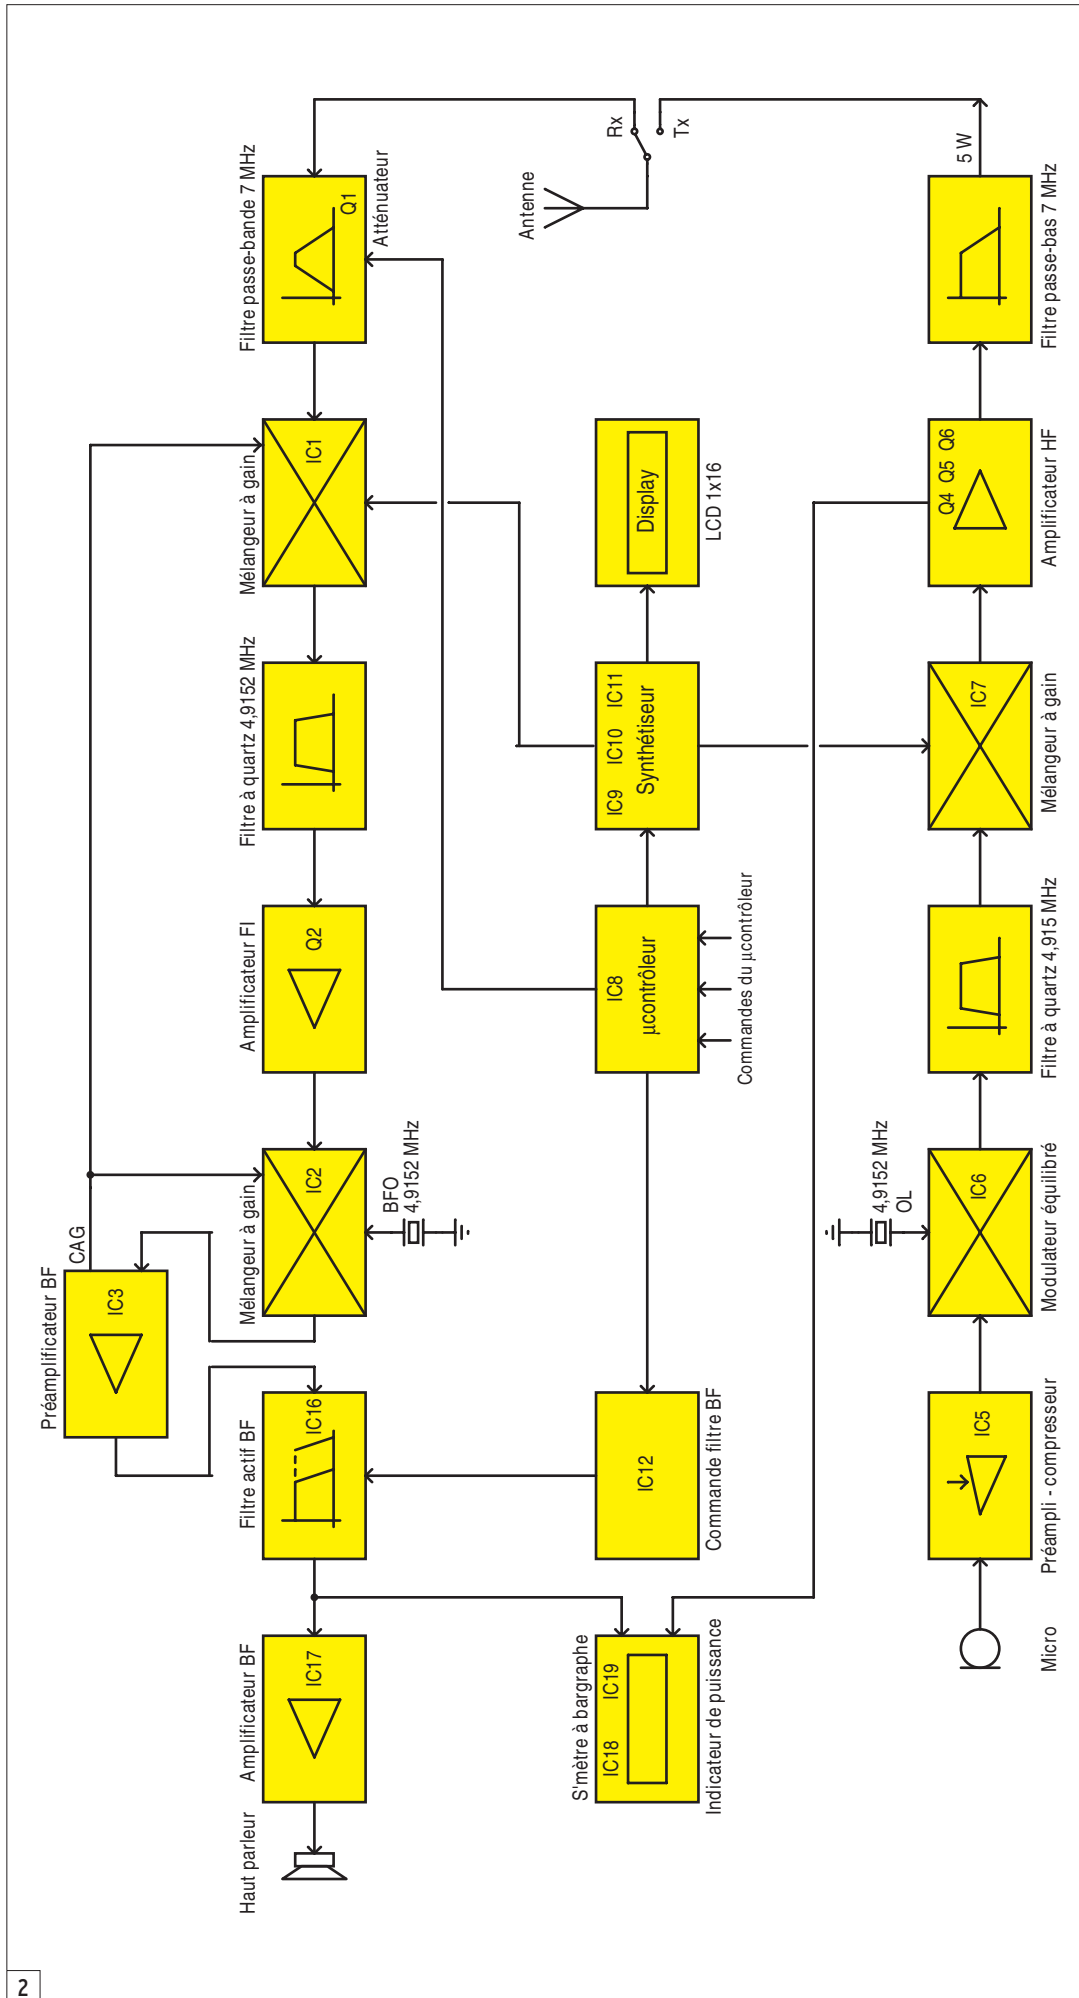 Préamplificateur BF
IC3
CAG
Haut parleur
Amplificateur BF
IC17
Filtre actif BF
IC16
Mélangeur à gain
IC2
BFO
4,9152 MHz
Amplificateur FI
Q2
Filtre à quartz 4,9152 MHz
Mélangeur à gain
IC1
Filtre passe-bande 7 MHz
Q1
Atténuateur
S'mètre à bargraphe
IC18 IC19
Indicateur de puissance
IC12
Commande filtre BF
IC8
µcontrôleur
Commandes du µcontrôleur
IC9 IC10 IC11
Synthétiseur
Display
LCD 1x16
Antenne
Rx
Tx
Micro
IC5
Préampli - compresseur
4,9152 MHz
OL
IC6
Modulateur équilibré
Filtre à quartz 4,915 MHz
IC7
Mélangeur à gain
Q4 Q5 Q6
Amplificateur HF
Filtre passe-bas 7 MHz
5 W
2